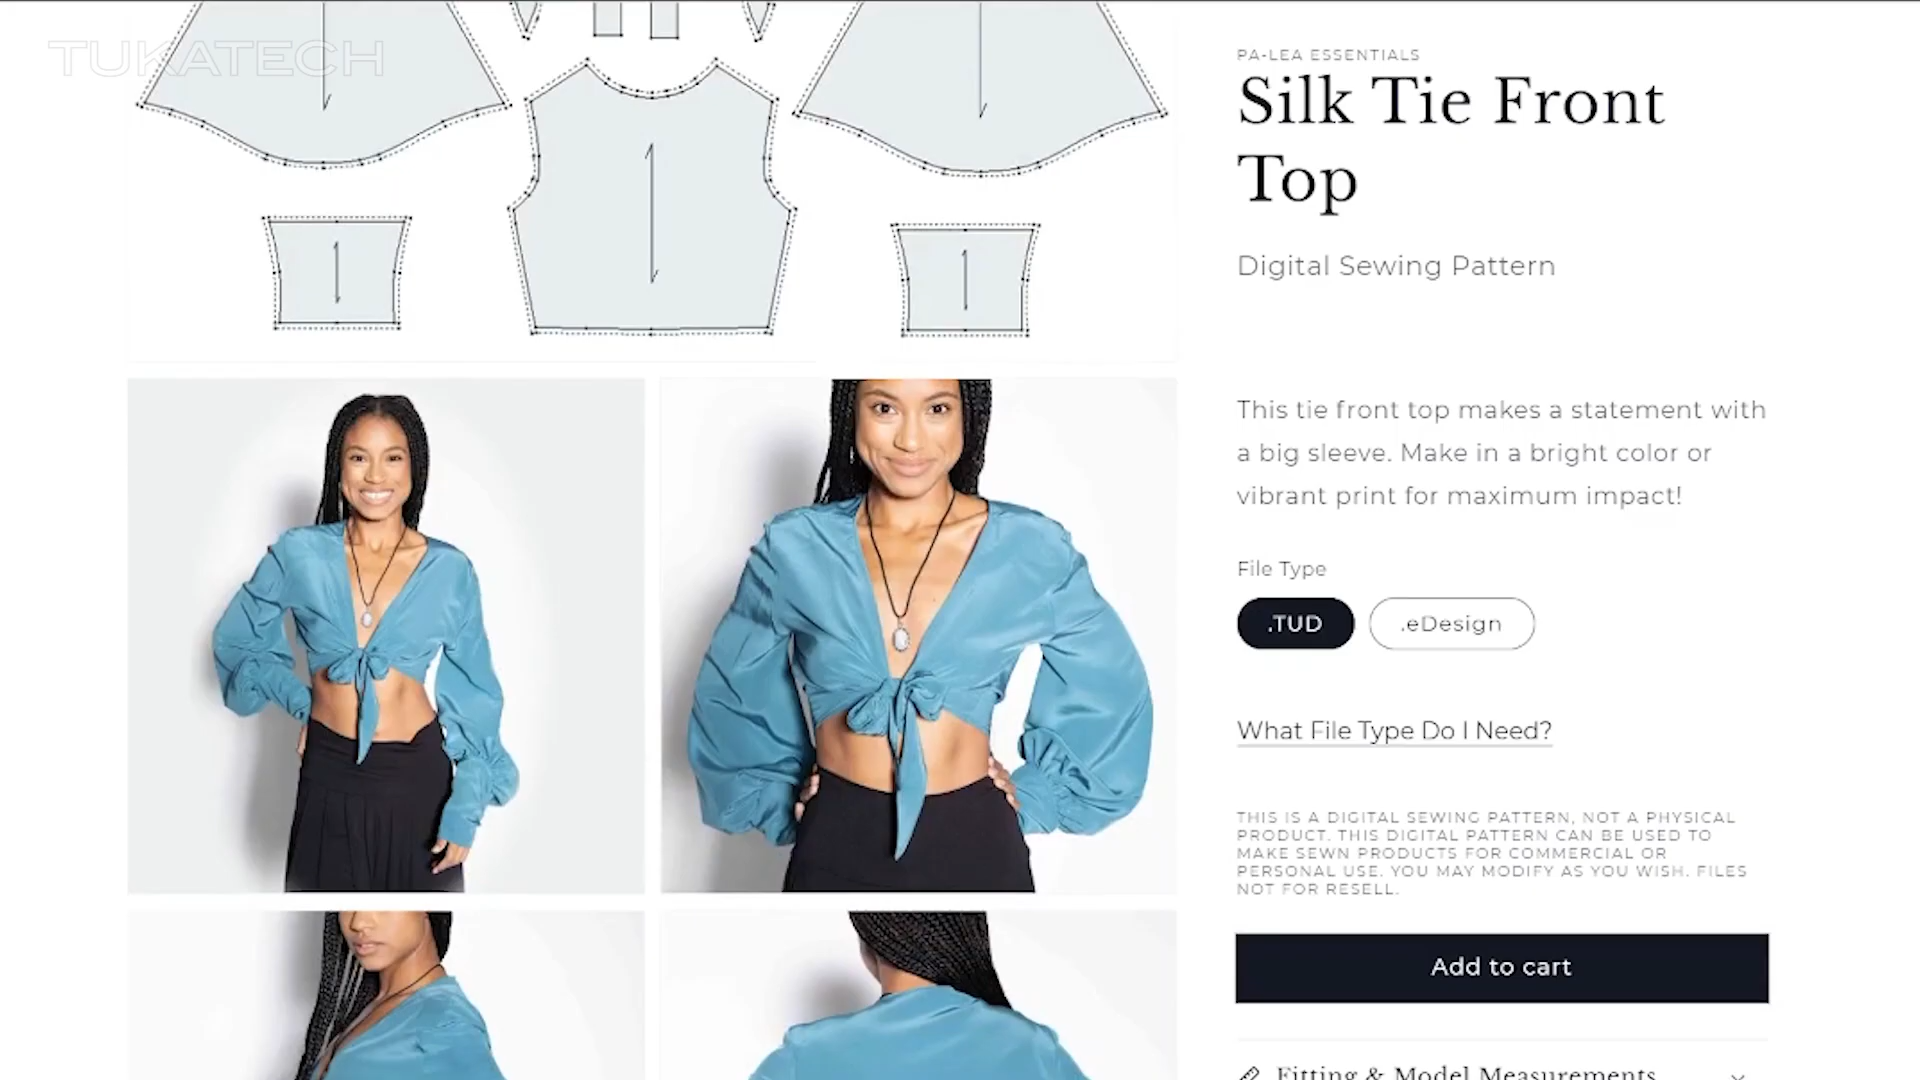 TUKATECH
PA-LEA ESSENTIALS
Silk Tie Front
Top
Digital Sewing Pattern
This tie front top makes a statement with
a big sleeve. Make in a bright color or
vibrant print for maximum impact!
File Type
.TUD
.eDesign
What File Type Do I Need?
THIS IS A DIGITAL SEWING PATTERN, NOT A PHYSICAL
PRODUCT. THIS DIGITAL PATTERN CAN BE USED TO
MAKE SEWN PRODUCTS FOR COMMERCIAL OR
PERSONAL USE. YOU MAY MODIFY AS YOU WISH. FILES
NOT FOR RESELL.
Add to cart
Fitting & Model Measurements